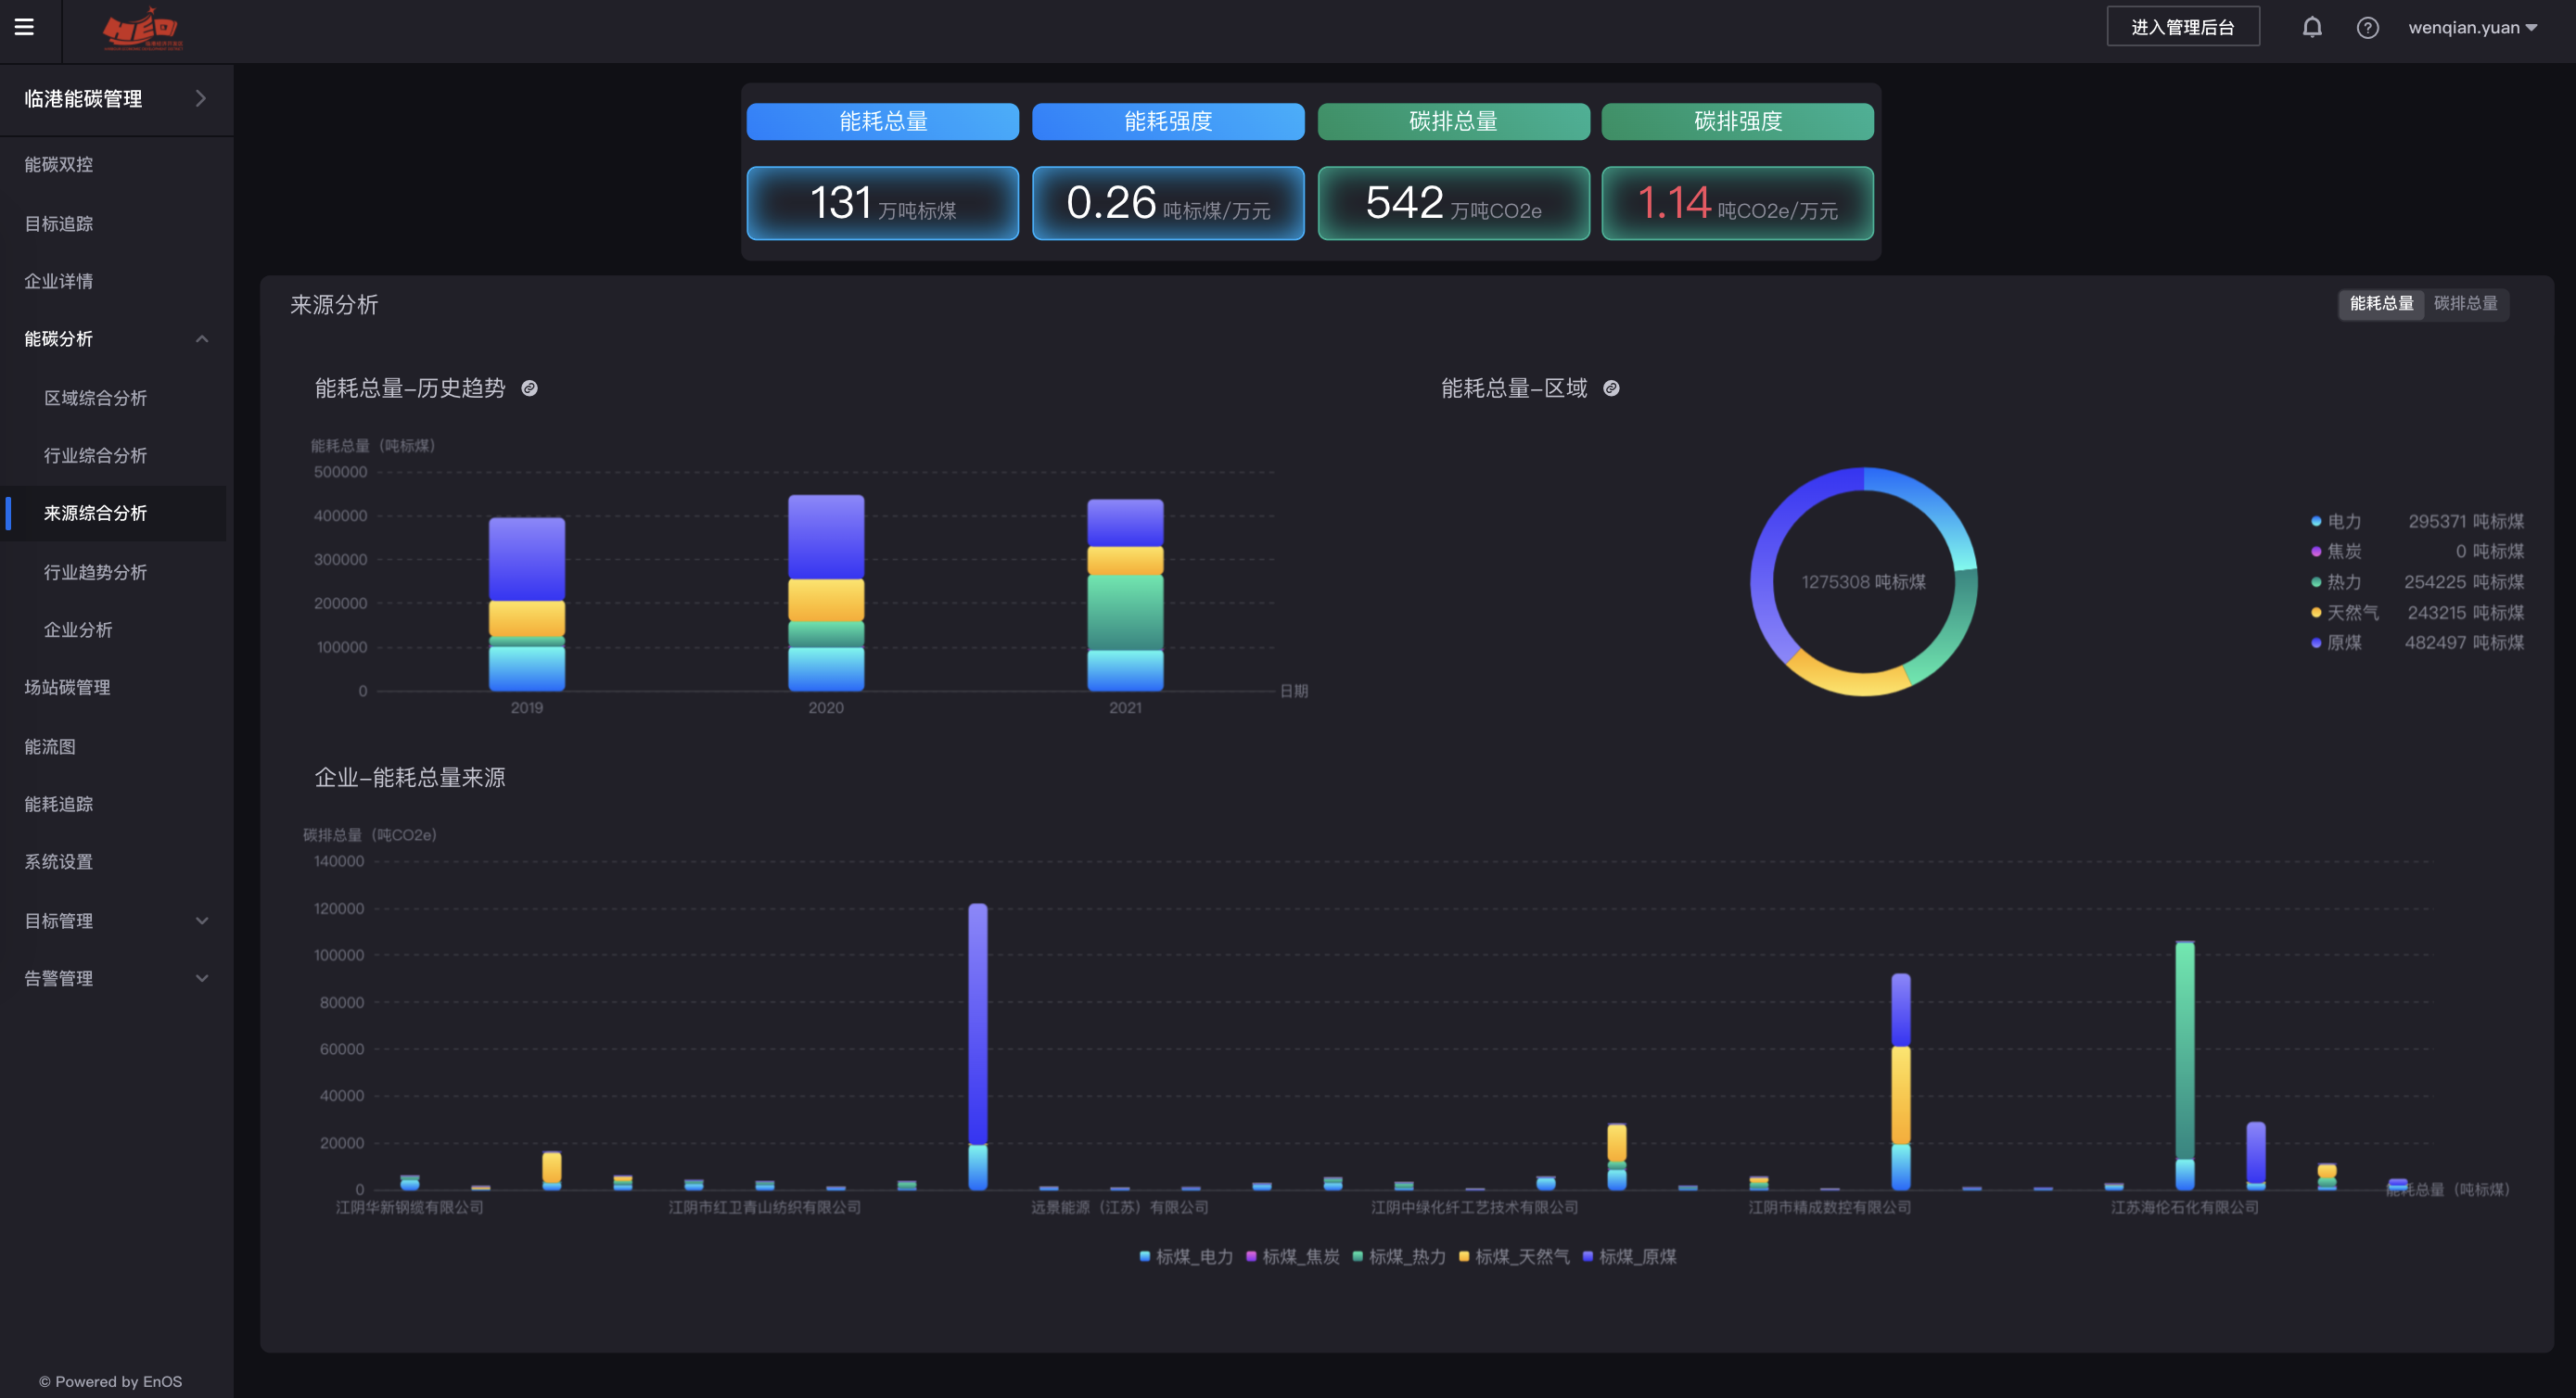 进入管理后台
wenqian.yuan
临港能碳管理
能碳双控
目标追踪
企业详情
能碳分析
区域综合分析
行业综合分析
来源综合分析
行业趋势分析
企业分析
场站碳管理
能流图
能耗追踪
系统设置
目标管理
告警管理
© Powered by EnOS
能耗总量 能耗强度 碳排总量 碳排强度
131 万吨标煤 0.26 吨标煤/万元 542 万吨CO2e 1.14 吨CO2e/万元
来源分析
能耗总量 碳排总量
能耗总量-历史趋势
能耗总量（吨标煤）
500000
400000
300000
200000
100000
0
日期
2019 2020 2021
能耗总量-区域
1275308 吨标煤
电力 295371 吨标煤
焦炭 0 吨标煤
热力 254225 吨标煤
天然气 243215 吨标煤
原煤 482497 吨标煤
企业-能耗总量来源
碳排总量（吨CO2e）
140000
120000
100000
80000
60000
40000
20000
0
能耗总量（吨标煤）
江阴华新钢缆有限公司 江阴市红卫青山纺织有限公司 远景能源（江苏）有限公司 江阴中绿化纤工艺技术有限公司 江阴市精成数控有限公司 江苏海伦石化有限公司
标煤_电力 标煤_焦炭 标煤_热力 标煤_天然气 标煤_原煤